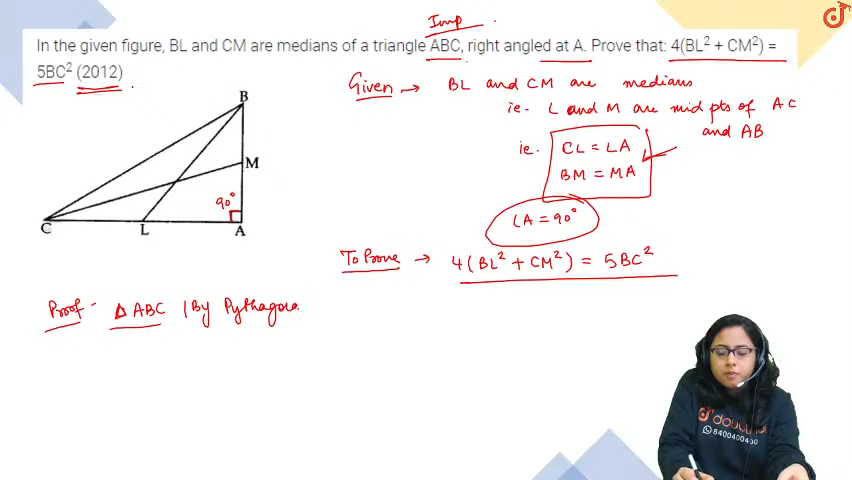 Imp
In the given figure, BL and CM are medians of a triangle ABC, right angled at A. Prove that: 4(BL² + CM²) =
5BC² (2012)
Given → BL and CM are medians
ie. L and M are mid pts of AC
and AB
ie. CL = LA
BM = MA
∠A = 90°
To Prove → 4(BL² + CM²) = 5BC²
B
M
90°
C
L
A
Proof - Δ ABC | By Pythagora
doubtnut
8400400400